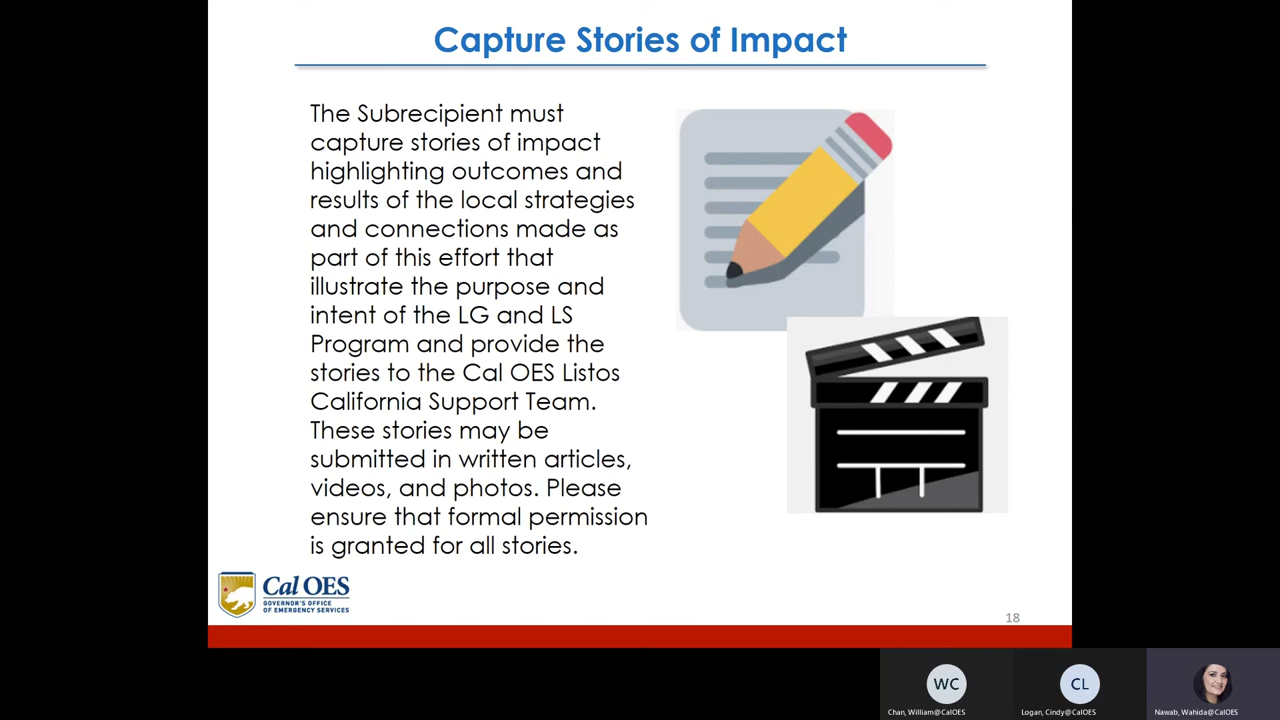 Capture Stories of Impact
The Subrecipient must
capture stories of impact
highlighting outcomes and
results of the local strategies
and connections made as
part of this effort that
illustrate the purpose and
intent of the LG and LS
Program and provide the
stories to the Cal OES Listos
California Support Team.
These stories may be
submitted in written articles,
videos, and photos. Please
ensure that formal permission
is granted for all stories.
Cal OES
GOVERNOR'S OFFICE
OF EMERGENCY SERVICES
18
WC
CL
Chan, William@CalOES
Logan, Cindy@CalOES
Nawab, Wahida@CalOES